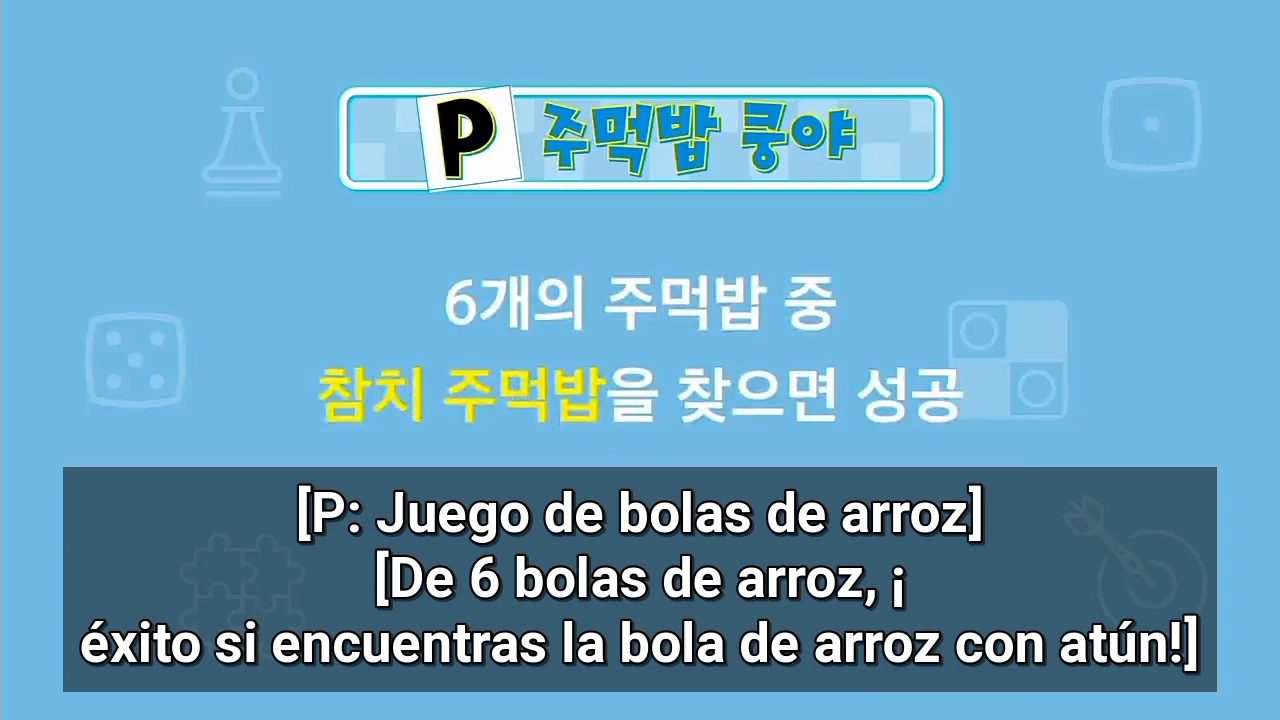 P 주먹밥 쿵야
6개의 주먹밥 중
참치 주먹밥을 찾으면 성공
[P: Juego de bolas de arroz]
[De 6 bolas de arroz, ¡
éxito si encuentras la bola de arroz con atún!]